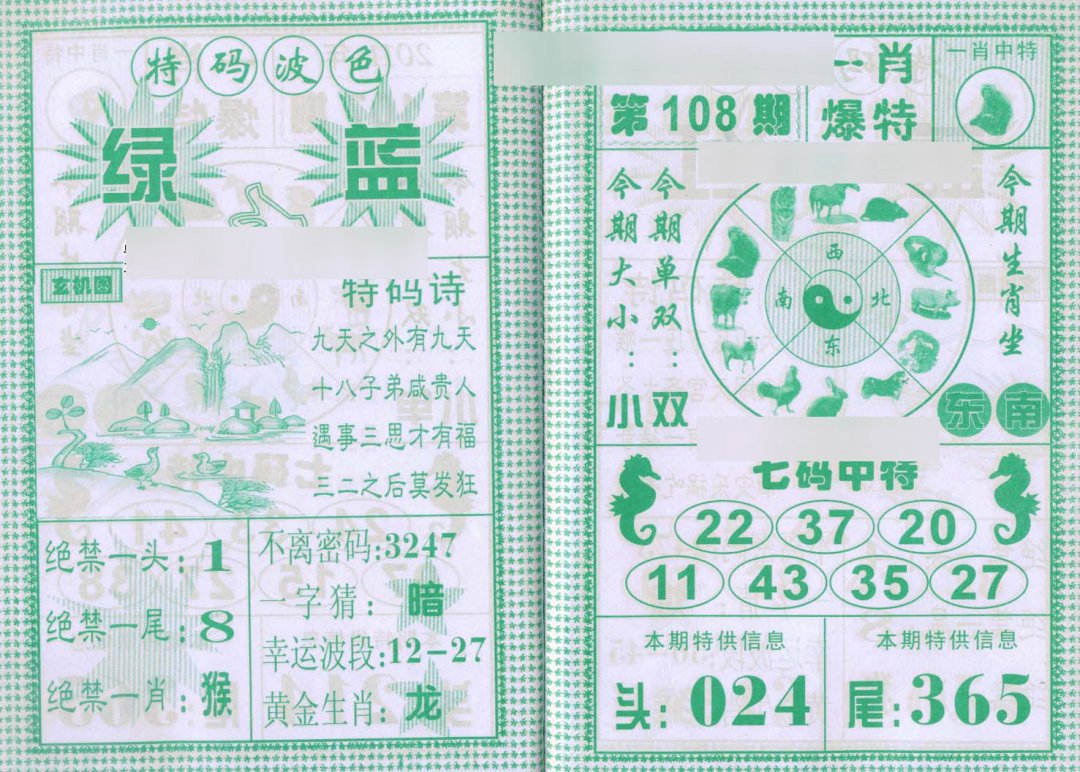 特码波色
绿 蓝
玄机图
特码诗
九天之外有九天
十八子弟咸贵人
遇事三思才有福
三二之后莫发狂
绝禁一头:1
绝禁一尾:8
绝禁一肖:猴
不离密码:3247
一字猜:暗
幸运波段:12-27
黄金生肖:龙
第108期
一肖
爆特
一肖中特
今期大小:小
今期单双:双
西
南 北
东
今期生肖坐
东南
七码中特
22 37 20
11 43 35 27
本期特供信息
头:024
本期特供信息
尾:365